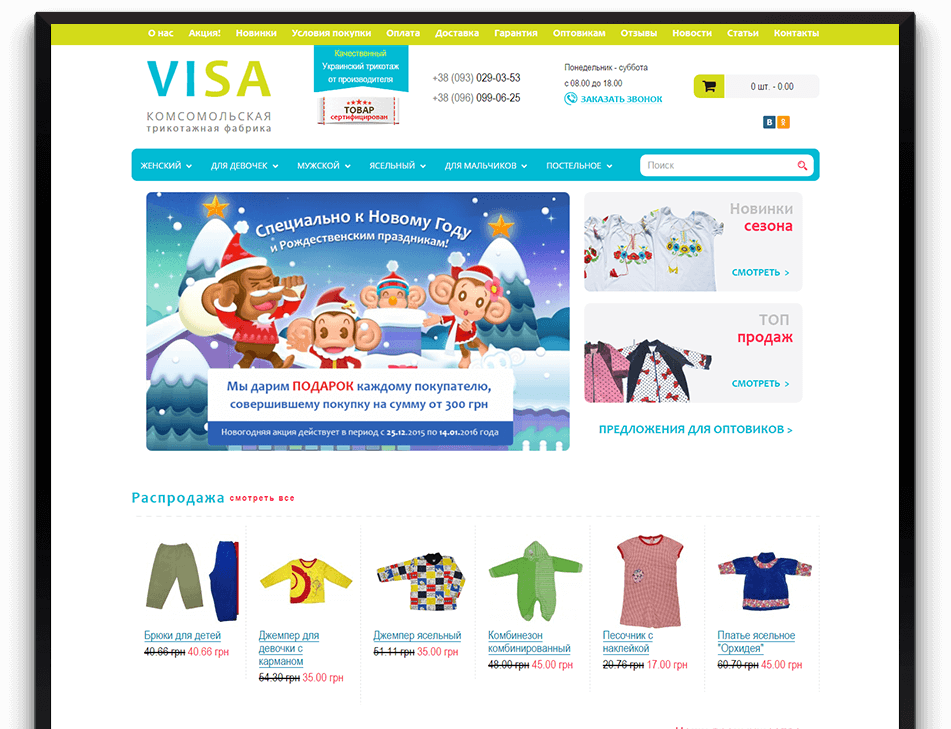 О нас Акция! Новинки Условия покупки Оплата Доставка Гарантия Оптовикам Отзывы Новости Статьи Контакты
VISA
КОМСОМОЛЬСКАЯ
трикотажная фабрика
Качественный
Украинский трикотаж
от производителя
ТОВАР
сертифицирован
+38 (093) 029-03-53
+38 (096) 099-06-25
Понедельник - суббота
с 08.00 до 18.00
ЗАКАЗАТЬ ЗВОНОК
0 шт. - 0.00
В
ЖЕНСКИЙ ДЛЯ ДЕВОЧЕК МУЖСКОЙ ЯСЕЛЬНЫЙ ДЛЯ МАЛЬЧИКОВ ПОСТЕЛЬНОЕ Поиск
Специально к Новому Году
и Рождественским праздникам!
Мы дарим ПОДАРОК каждому покупателю,
совершившему покупку на сумму от 300 грн
Новогодняя акция действует в период с 25.12.2015 по 14.01.2016 года
Новинки
сезона
СМОТРЕТЬ >
ТОП
продаж
СМОТРЕТЬ >
ПРЕДЛОЖЕНИЯ ДЛЯ ОПТОВИКОВ >
Распродажа смотреть все
Брюки для детей
40.66 грн 40.66 грн
Джемпер для
девочки с
карманом
54.30 грн 35.00 грн
Джемпер ясельный
51.11 грн 35.00 грн
Комбинезон
комбинированный
48.00 грн 45.00 грн
Песочник с
наклейкой
20.76 грн 17.00 грн
Платье ясельное
"Орхидея"
60.70 грн 45.00 грн